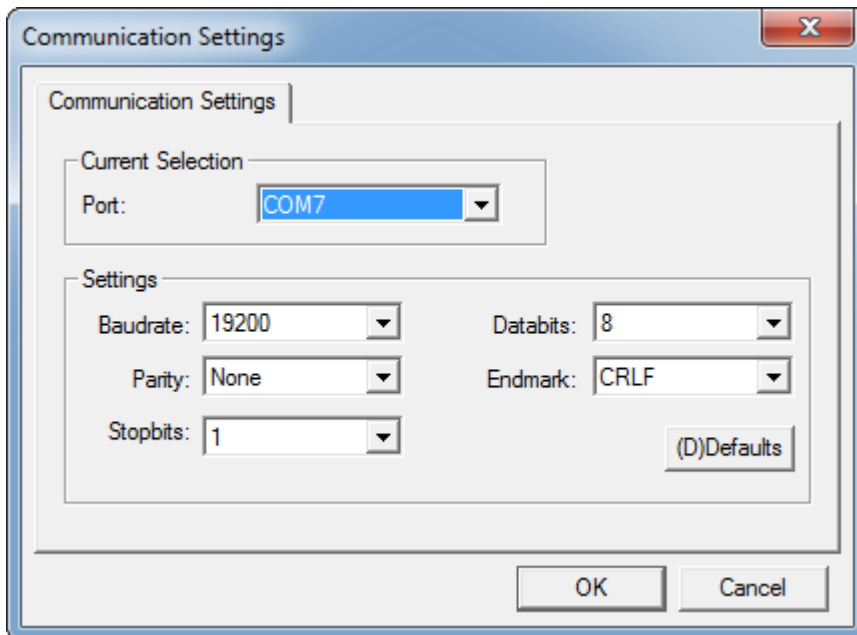 Communication Settings
X
Communication Settings
Current Selection
Port: COM7
Settings
Baudrate: 19200 Databits: 8
Parity: None Endmark: CRLF
Stopbits: 1
(D)Defaults
OK Cancel